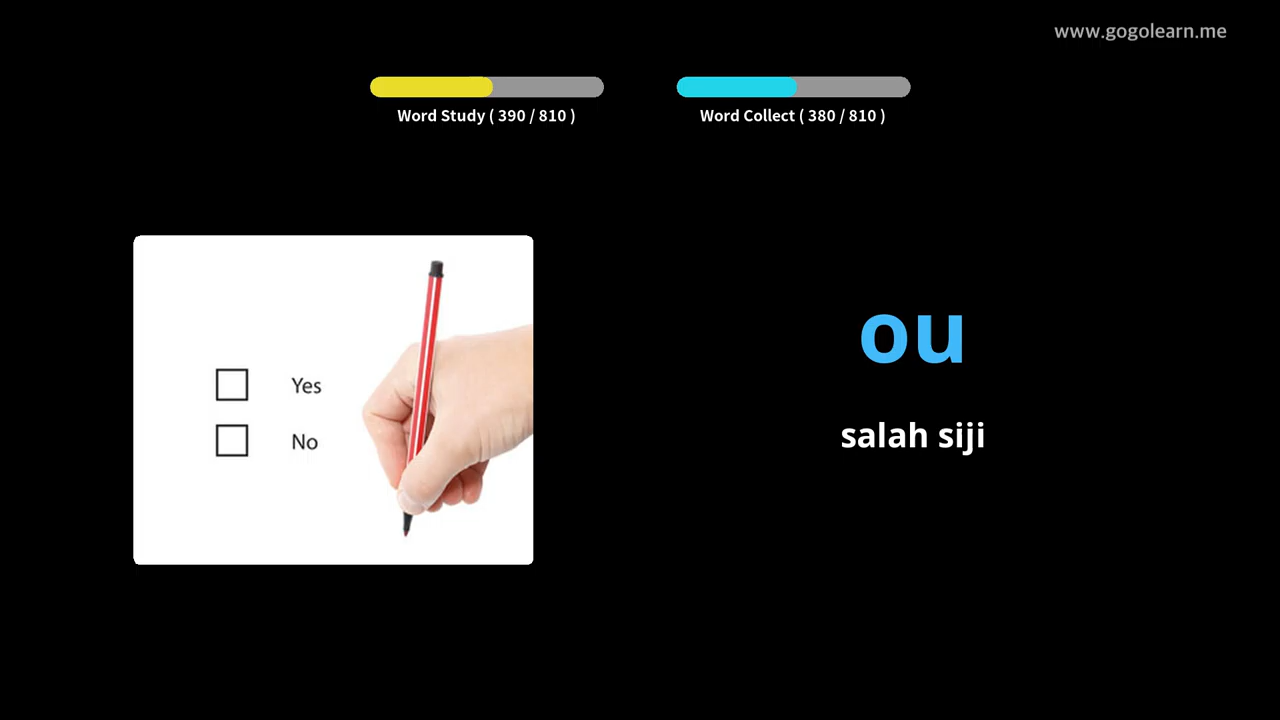 www.gogolearn.me
Word Study ( 390 / 810 )
Word Collect ( 380 / 810 )
Yes
No
ou
salah siji